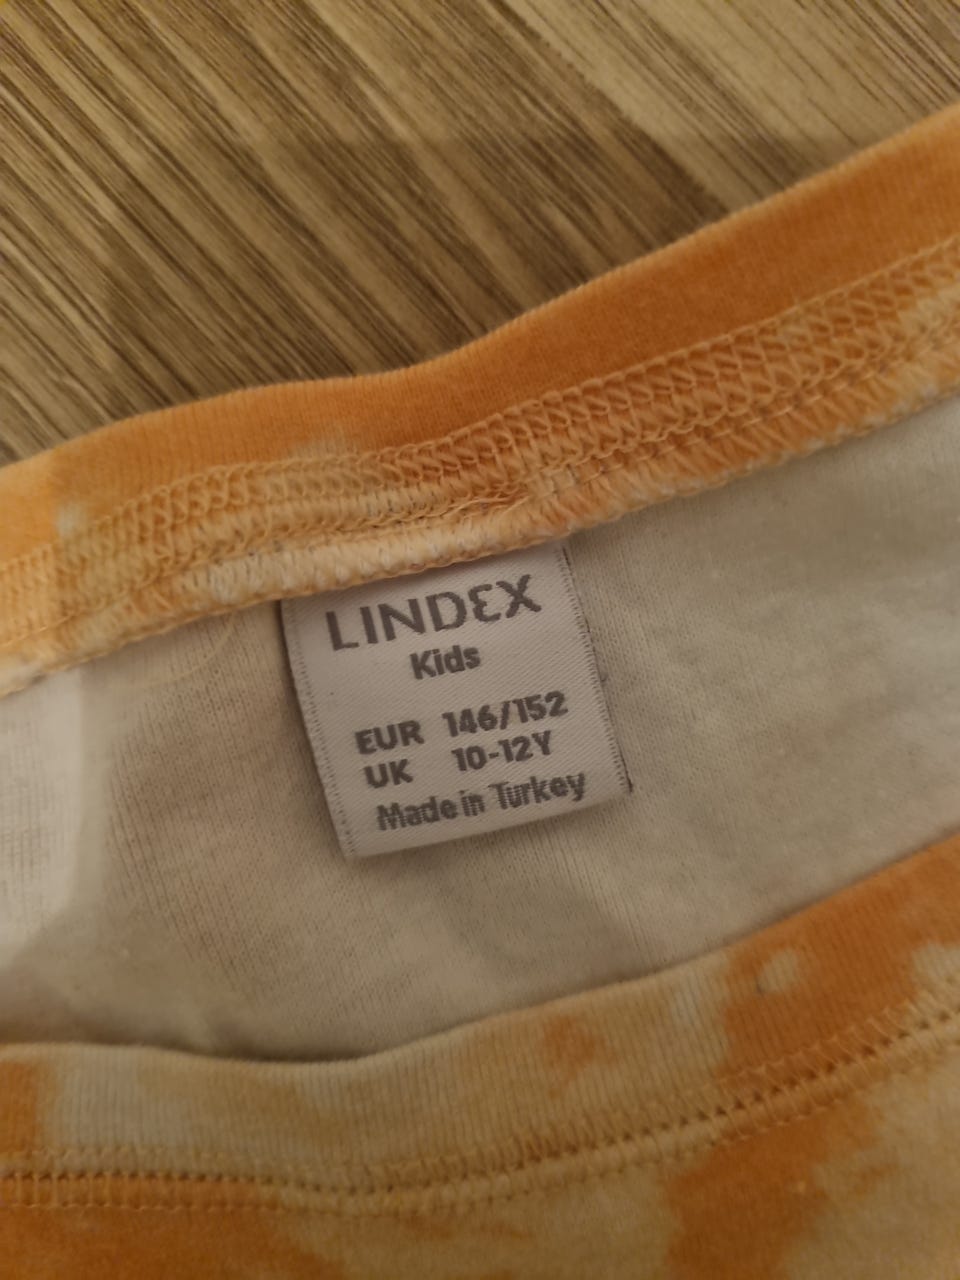 LINDEX
Kids
EUR 146/152
UK 10-12Y
Made in Turkey